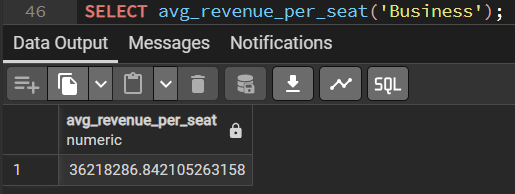 46 SELECT avg_revenue_per_seat('Business');
Data Output Messages Notifications
SQL
avg_revenue_per_seat
numeric
1 36218286.842105263158